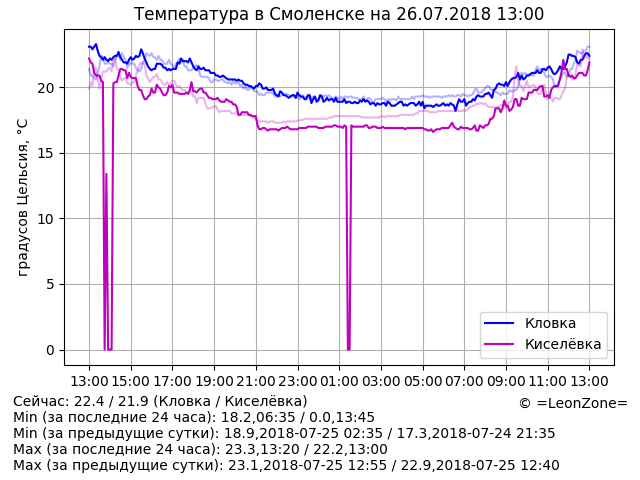 Температура в Смоленске на 26.07.2018 13:00
градусов Цельсия, °C
20
15
10
5
0
13:00 15:00 17:00 19:00 21:00 23:00 01:00 03:00 05:00 07:00 09:00 11:00 13:00
Кловка
Киселёвка
© =LeonZone=
Сейчас: 22.4 / 21.9 (Кловка / Киселёвка)
Min (за последние 24 часа): 18.2,06:35 / 0.0,13:45
Min (за предыдущие сутки): 18.9,2018-07-25 02:35 / 17.3,2018-07-24 21:35
Max (за последние 24 часа): 23.3,13:20 / 22.2,13:00
Max (за предыдущие сутки): 23.1,2018-07-25 12:55 / 22.9,2018-07-25 12:40